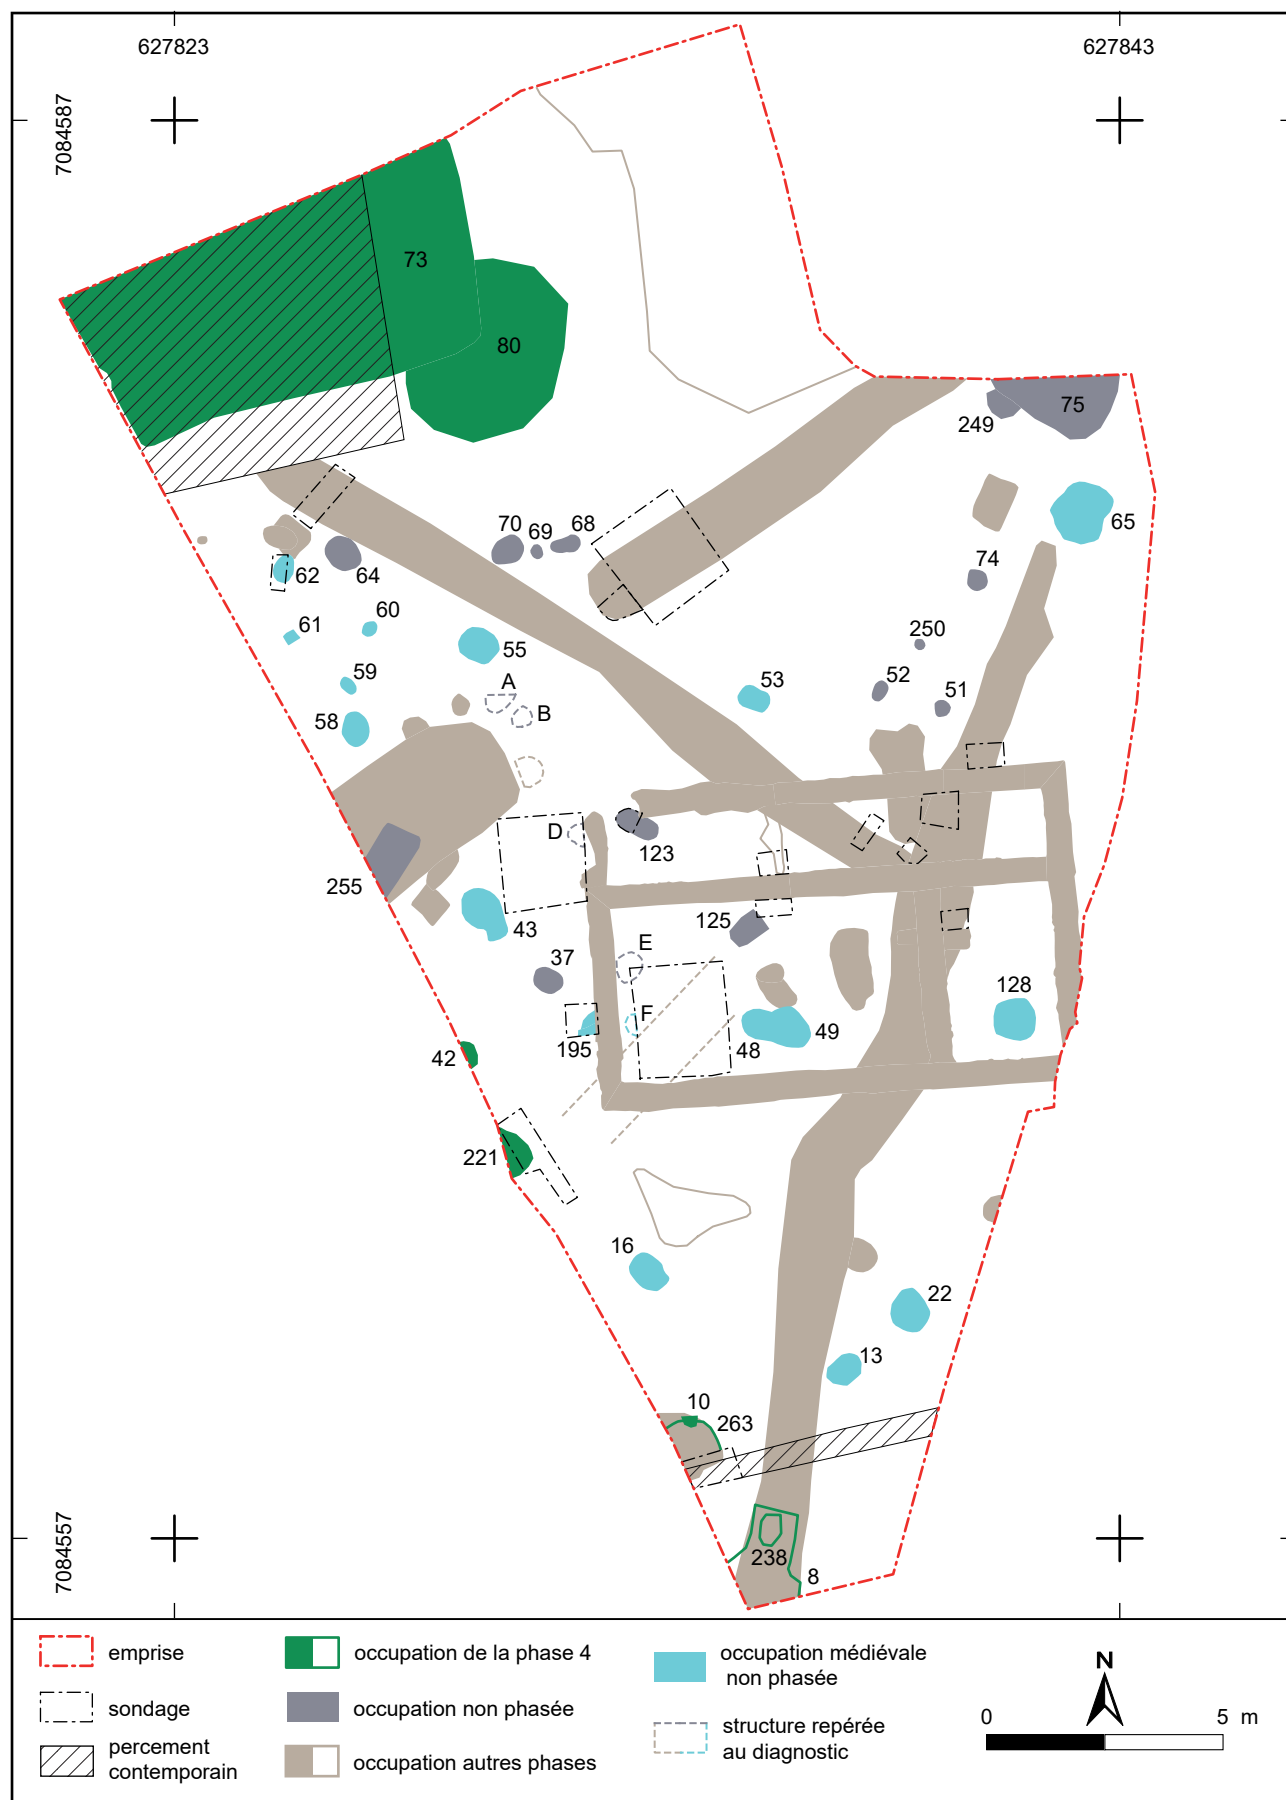 627823
627843
7084587
73
80
75
249
65
70
69
68
74
62
64
61
60
250
55
59
A
53
52
51
B
58
D
123
255
43
125
37
E
128
F
195
48
49
42
221
16
22
13
10
263
7084557
238
8
emprise
sondage
percement
contemporain
occupation de la phase 4
occupation non phasée
occupation autres phases
occupation médiévale
non phasée
structure repérée
au diagnostic
N
0 5 m